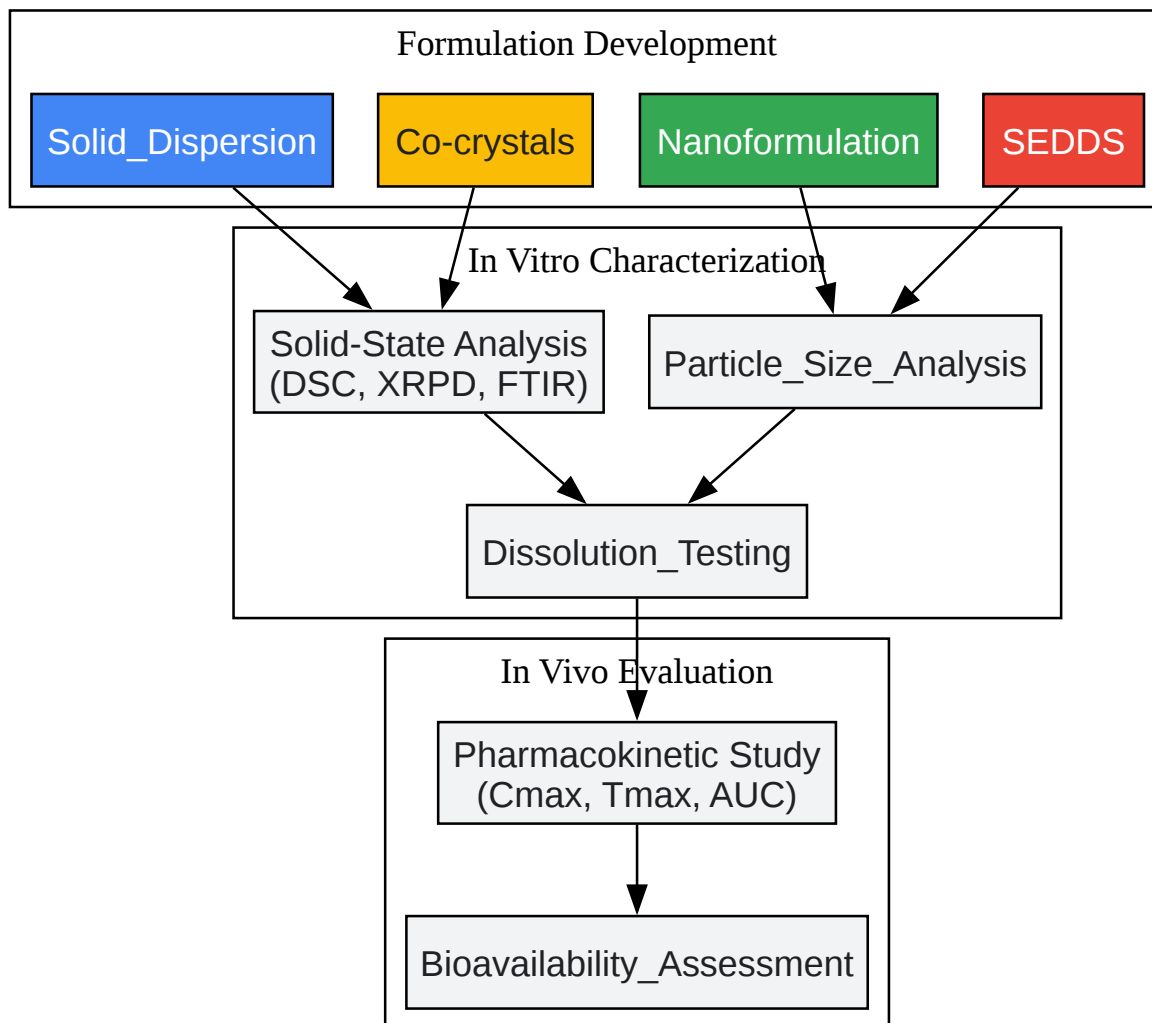 Formulation Development
Solid_Dispersion
Co-crystals
Nanoformulation
SEDDS
In Vitro Characterization
Solid-State Analysis
(DSC, XRPD, FTIR)
Particle_Size_Analysis
Dissolution_Testing
In Vivo Evaluation
Pharmacokinetic Study
(Cmax, Tmax, AUC)
Bioavailability_Assessment